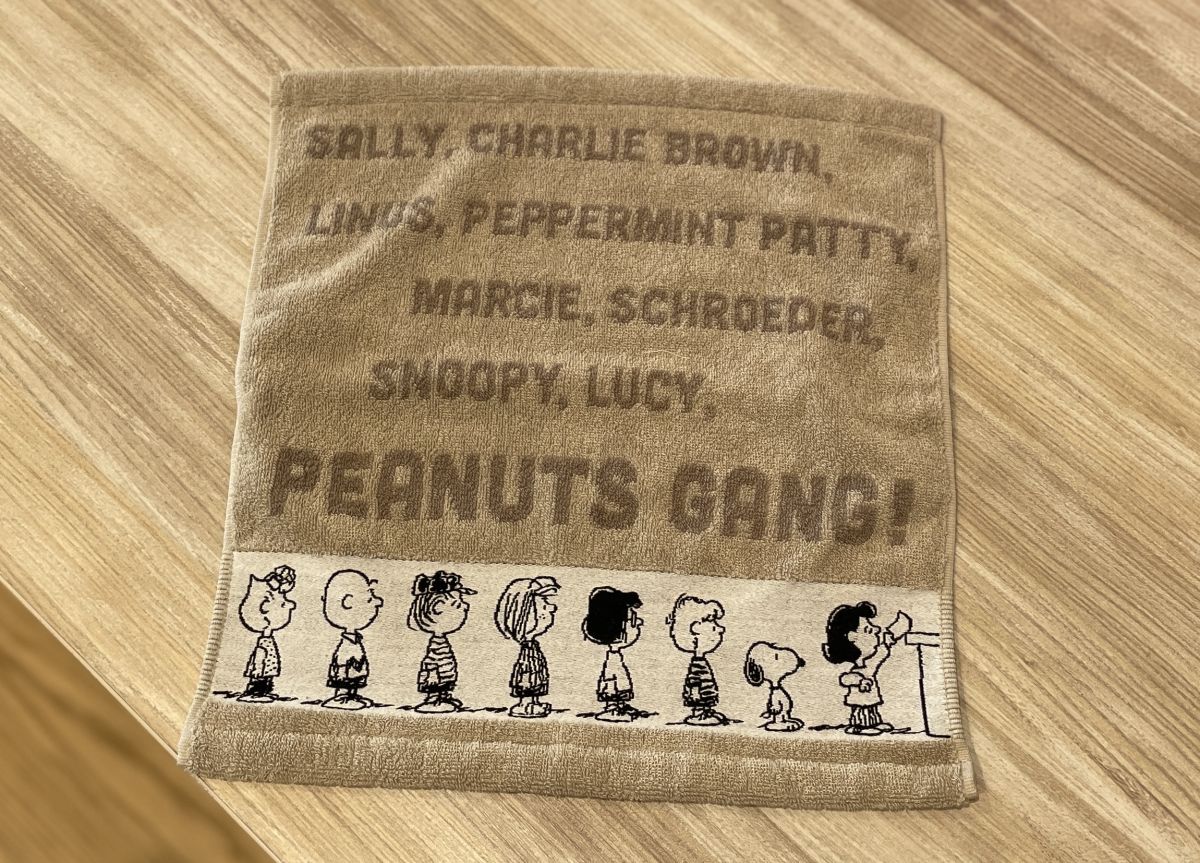 SALLY, CHARLIE BROWN,
LINUS, PEPPERMINT PATTY,
MARCIE, SCHROEDER,
SNOOPY, LUCY,
PEANUTS GANG!